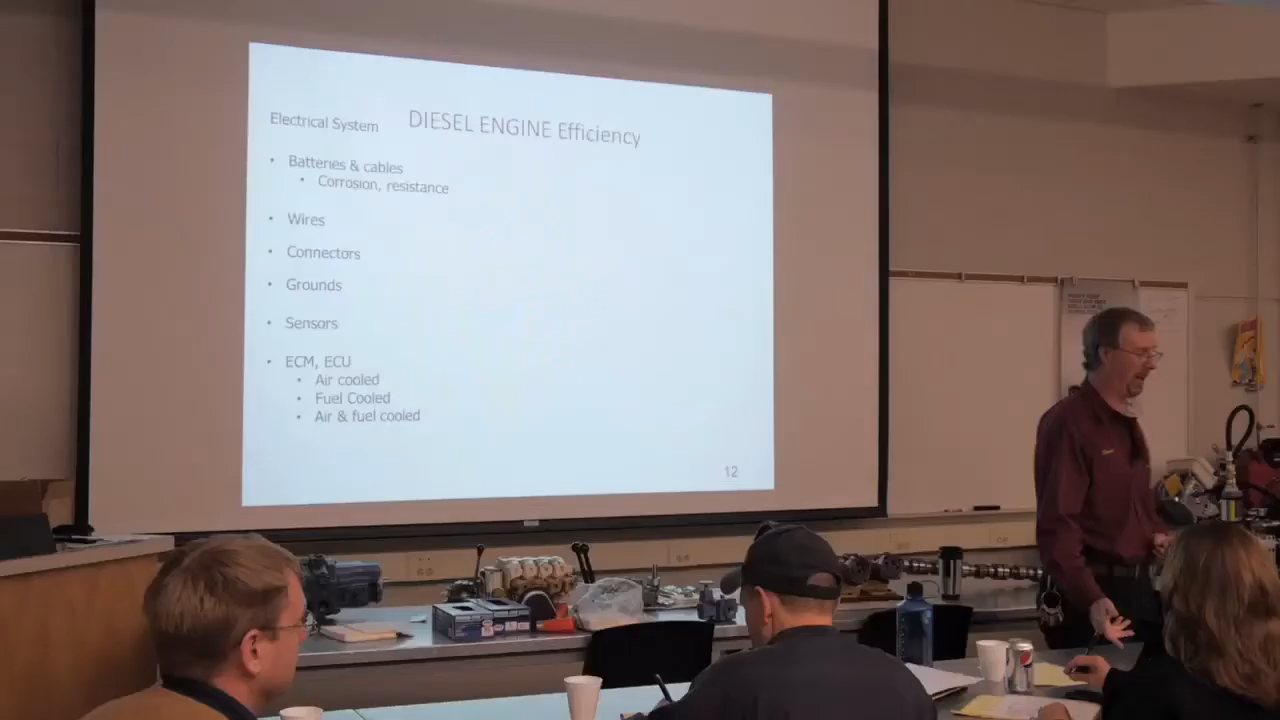 DIESEL ENGINE Efficiency
Electrical System
• Batteries & cables
• Corrosion, resistance
• Wires
• Connectors
• Grounds
• Sensors
• ECM, ECU
• Air cooled
• Fuel Cooled
• Air & fuel cooled
12